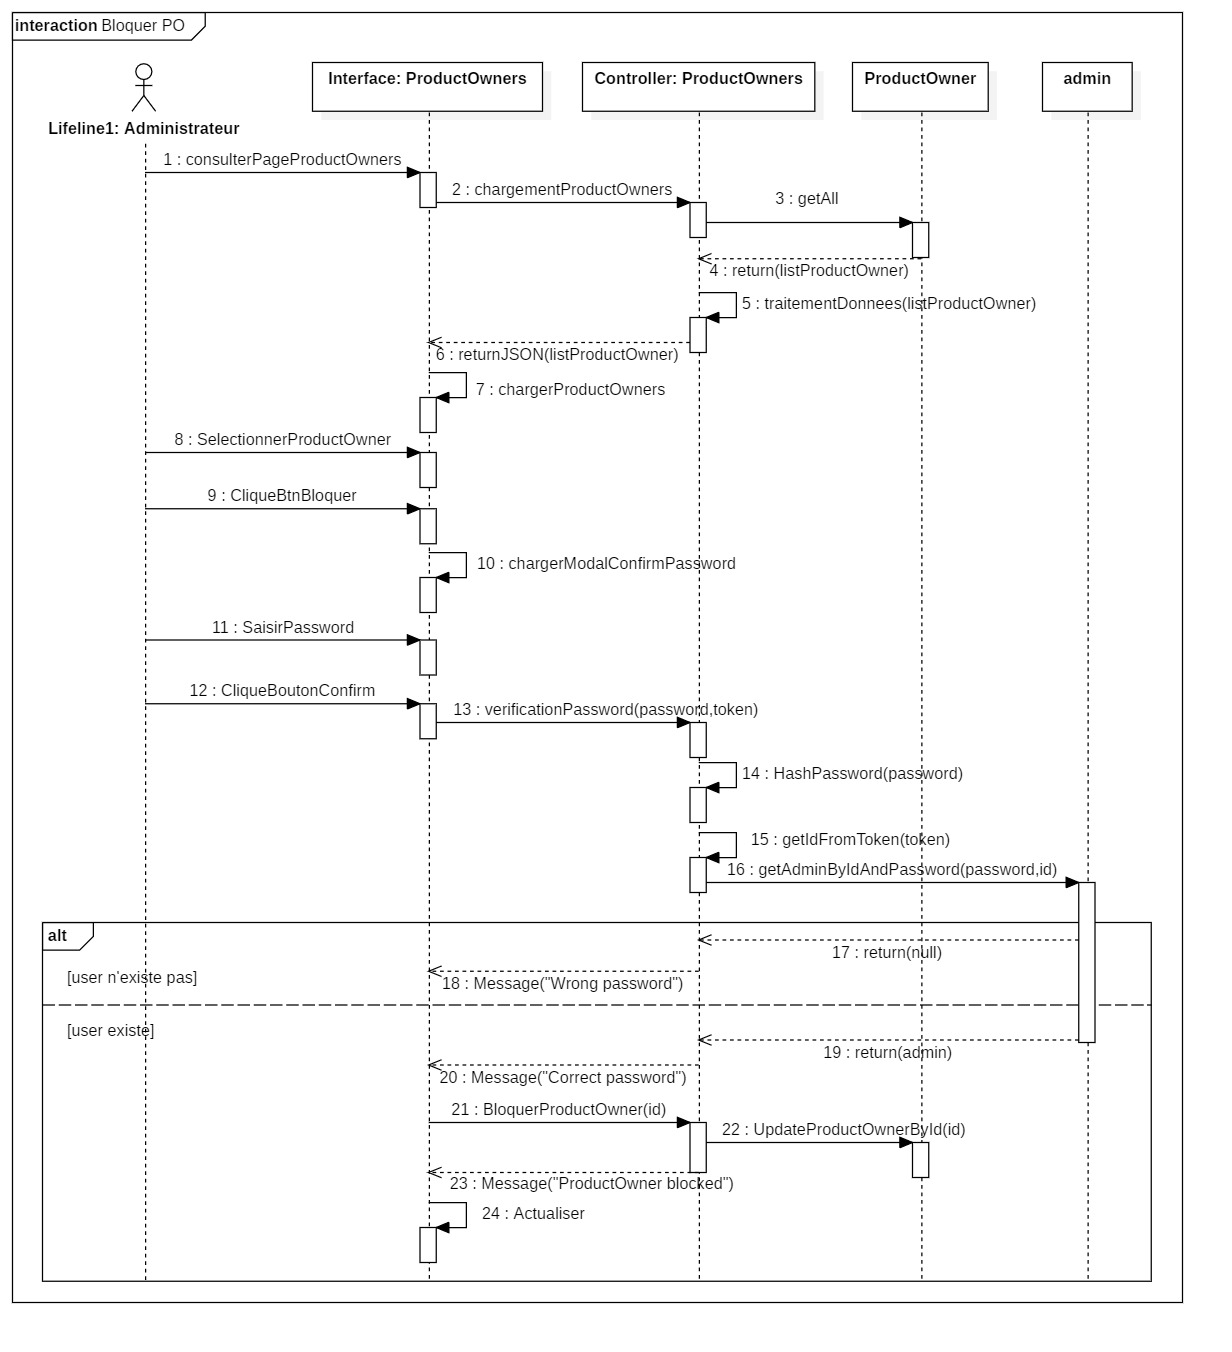 interaction Bloquer PO
Interface: ProductOwners
Controller: ProductOwners
ProductOwner
admin
Lifeline1: Administrateur
1 : consulterPageProductOwners
2 : chargementProductOwners
3 : getAll
4 : return(listProductOwner)
5 : traitementDonnees(listProductOwner)
6 : returnJSON(listProductOwner)
7 : chargerProductOwners
8 : SelectionnerProductOwner
9 : CliqueBtnBloquer
10 : chargerModalConfirmPassword
11 : SaisirPassword
12 : CliqueBoutonConfirm
13 : verificationPassword(password,token)
14 : HashPassword(password)
15 : getIdFromToken(token)
16 : getAdminByIdAndPassword(password,id)
alt
17 : return(null)
[user n'existe pas]
18 : Message("Wrong password")
[user existe]
19 : return(admin)
20 : Message("Correct password")
21 : BloquerProductOwner(id)
22 : UpdateProductOwnerById(id)
23 : Message("ProductOwner blocked")
24 : Actualiser